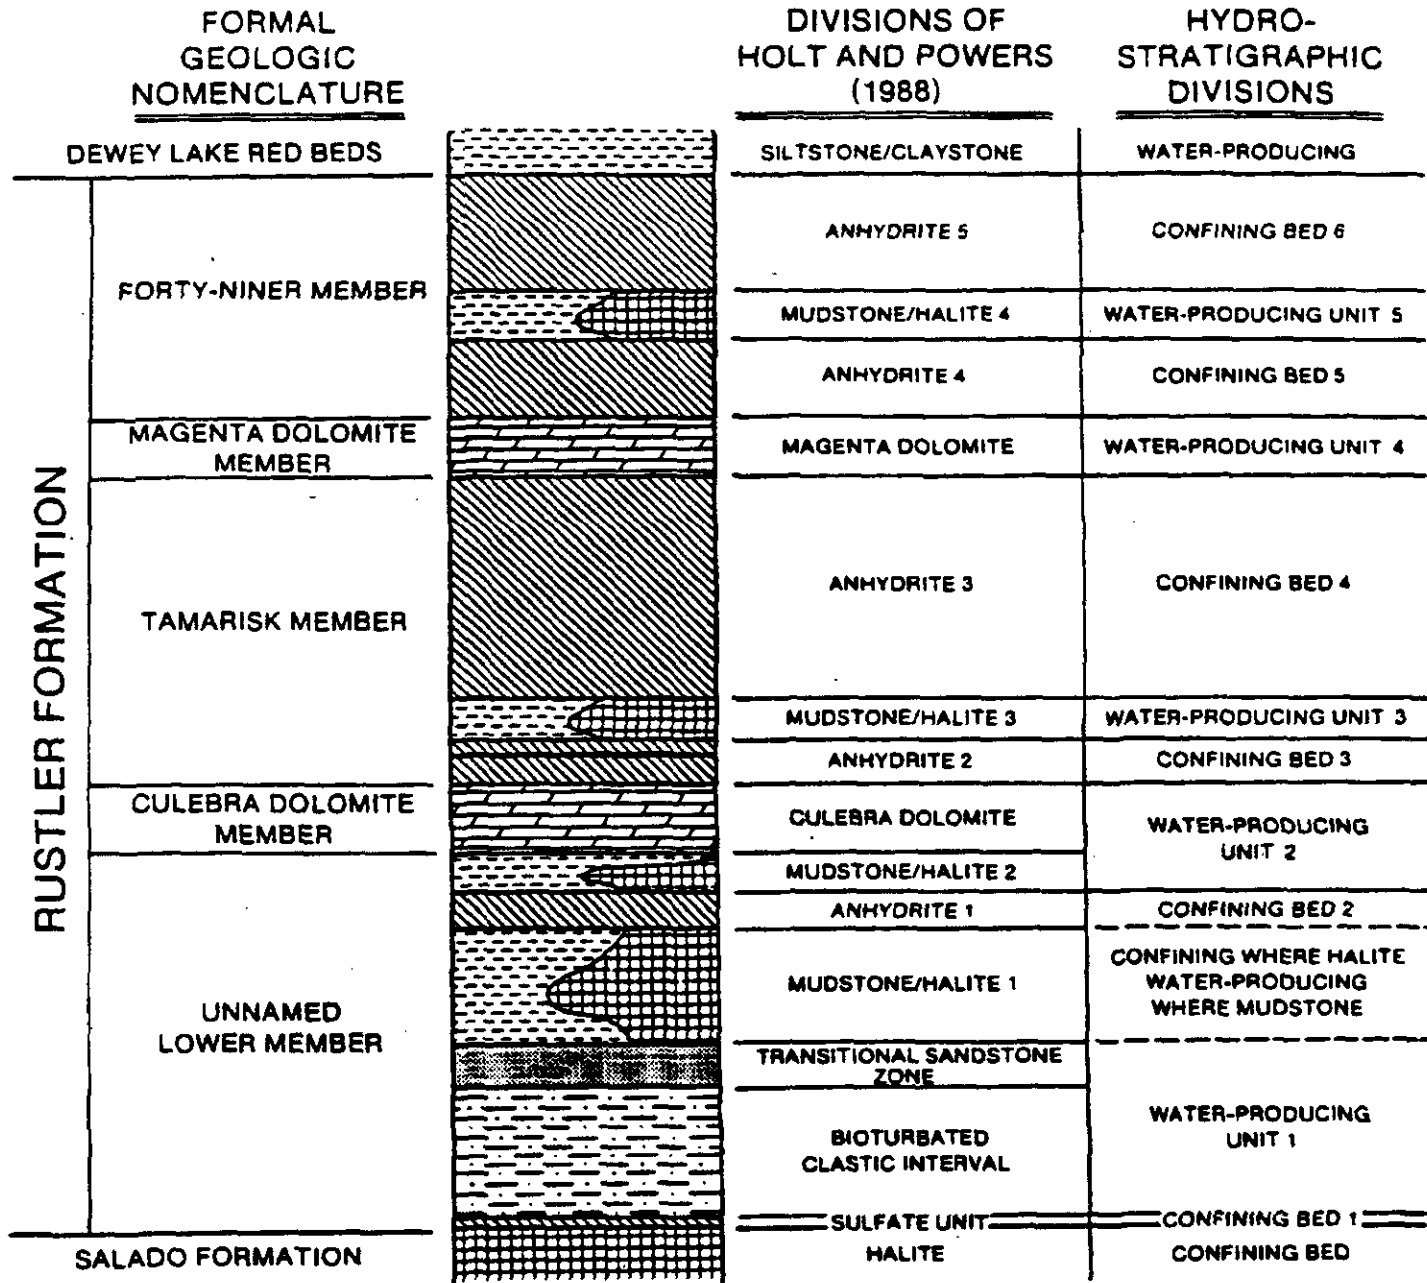 FORMAL
GEOLOGIC
NOMENCLATURE
DIVISIONS OF
HOLT AND POWERS
(1988)
HYDRO-
STRATIGRAPHIC
DIVISIONS
DEWEY LAKE RED BEDS
SILTSTONE/CLAYSTONE
WATER-PRODUCING
RUSTLER FORMATION
FORTY-NINER MEMBER
ANHYDRITE 5
CONFINING BED 6
MUDSTONE/HALITE 4
WATER-PRODUCING UNIT 5
ANHYDRITE 4
CONFINING BED 5
MAGENTA DOLOMITE
MEMBER
MAGENTA DOLOMITE
WATER-PRODUCING UNIT 4
TAMARISK MEMBER
ANHYDRITE 3
CONFINING BED 4
MUDSTONE/HALITE 3
WATER-PRODUCING UNIT 3
ANHYDRITE 2
CONFINING BED 3
CULEBRA DOLOMITE
MEMBER
CULEBRA DOLOMITE
WATER-PRODUCING
UNIT 2
MUDSTONE/HALITE 2
UNNAMED
LOWER MEMBER
ANHYDRITE 1
CONFINING BED 2
MUDSTONE/HALITE 1
CONFINING WHERE HALITE
WATER-PRODUCING
WHERE MUDSTONE
TRANSITIONAL SANDSTONE
ZONE
BIOTURBATED
CLASTIC INTERVAL
WATER-PRODUCING
UNIT 1
SULFATE UNIT
CONFINING BED 1
SALADO FORMATION
HALITE
CONFINING BED